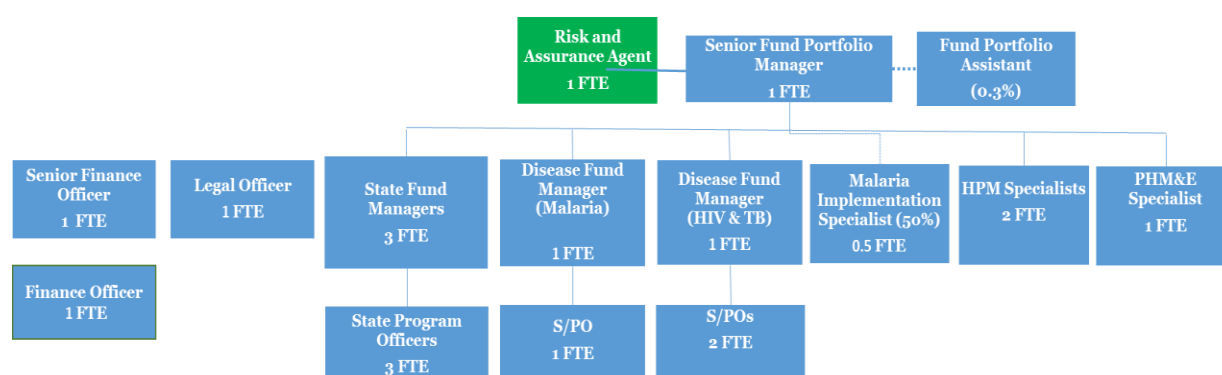 Risk and
Assurance Agent
1 FTE
Senior Fund Portfolio
Manager
1 FTE
Fund Portfolio
Assistant
(0.3%)
Senior Finance
Officer
1 FTE
Legal Officer
1 FTE
State Fund
Managers
3 FTE
Disease Fund
Manager
(Malaria)
1 FTE
Disease Fund
Manager
(HIV & TB)
1 FTE
Malaria
Implementation
Specialist (50%)
0.5 FTE
HPM Specialists
2 FTE
PHM&E
Specialist
1 FTE
Finance Officer
1 FTE
State Program
Officers
3 FTE
S/PO
1 FTE
S/POs
2 FTE